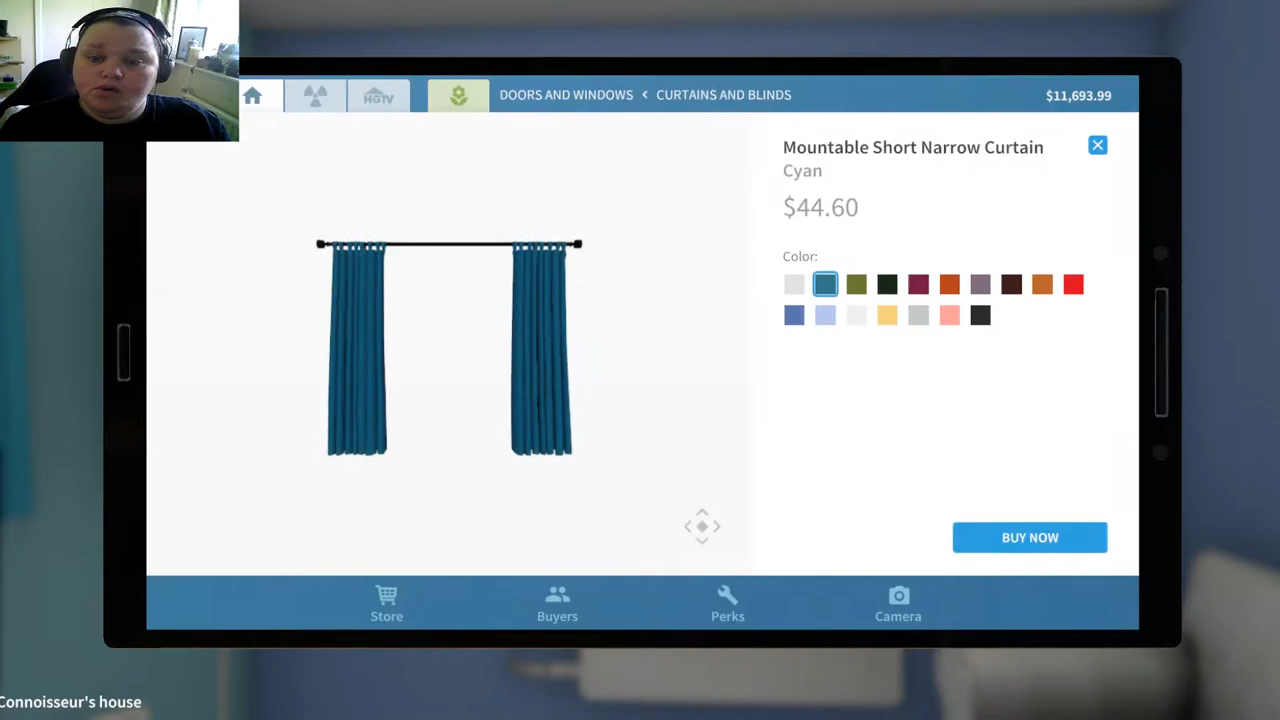 HGTV
DOORS AND WINDOWS < CURTAINS AND BLINDS
$11,693.99
Mountable Short Narrow Curtain
Cyan
$44.60
Color:
BUY NOW
Store
Buyers
Perks
Camera
Connoisseur's house